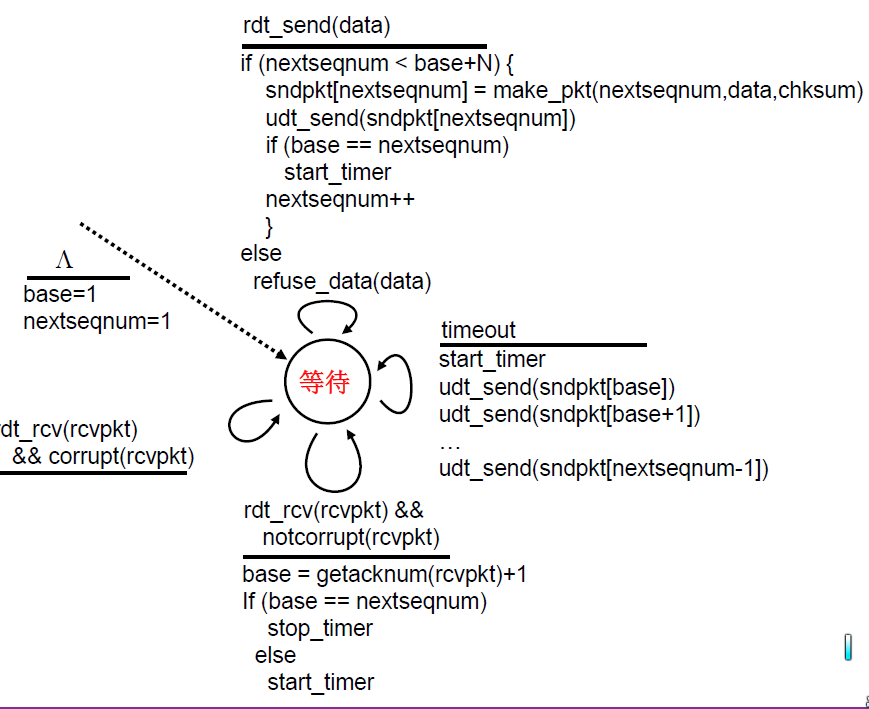 rdt_send(data)
if (nextseqnum < base+N) {
sndpkt[nextseqnum] = make_pkt(nextseqnum,data,chksum)
udt_send(sndpkt[nextseqnum])
if (base == nextseqnum)
start_timer
nextseqnum++
}
else
refuse_data(data)
Λ
base=1
nextseqnum=1
等待
timeout
start_timer
udt_send(sndpkt[base])
udt_send(sndpkt[base+1])
…
udt_send(sndpkt[nextseqnum-1])
rdt_rcv(rcvpkt)
&& corrupt(rcvpkt)
rdt_rcv(rcvpkt) &&
notcorrupt(rcvpkt)
base = getacknum(rcvpkt)+1
If (base == nextseqnum)
stop_timer
else
start_timer